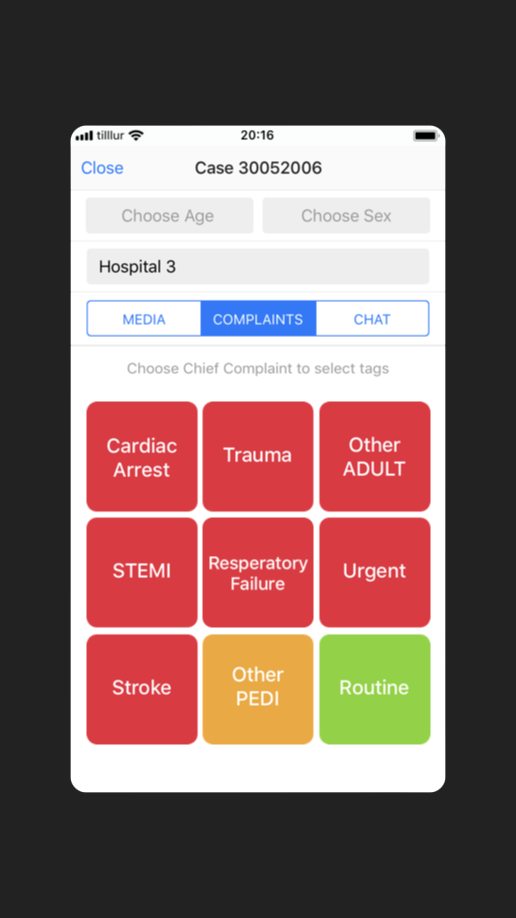 tilllur 20:16
Close Case 30052006
Choose Age Choose Sex
Hospital 3
MEDIA COMPLAINTS CHAT
Choose Chief Complaint to select tags
Cardiac
Arrest
Trauma
Other
ADULT
STEMI
Resperatory
Failure
Urgent
Stroke
Other
PEDI
Routine